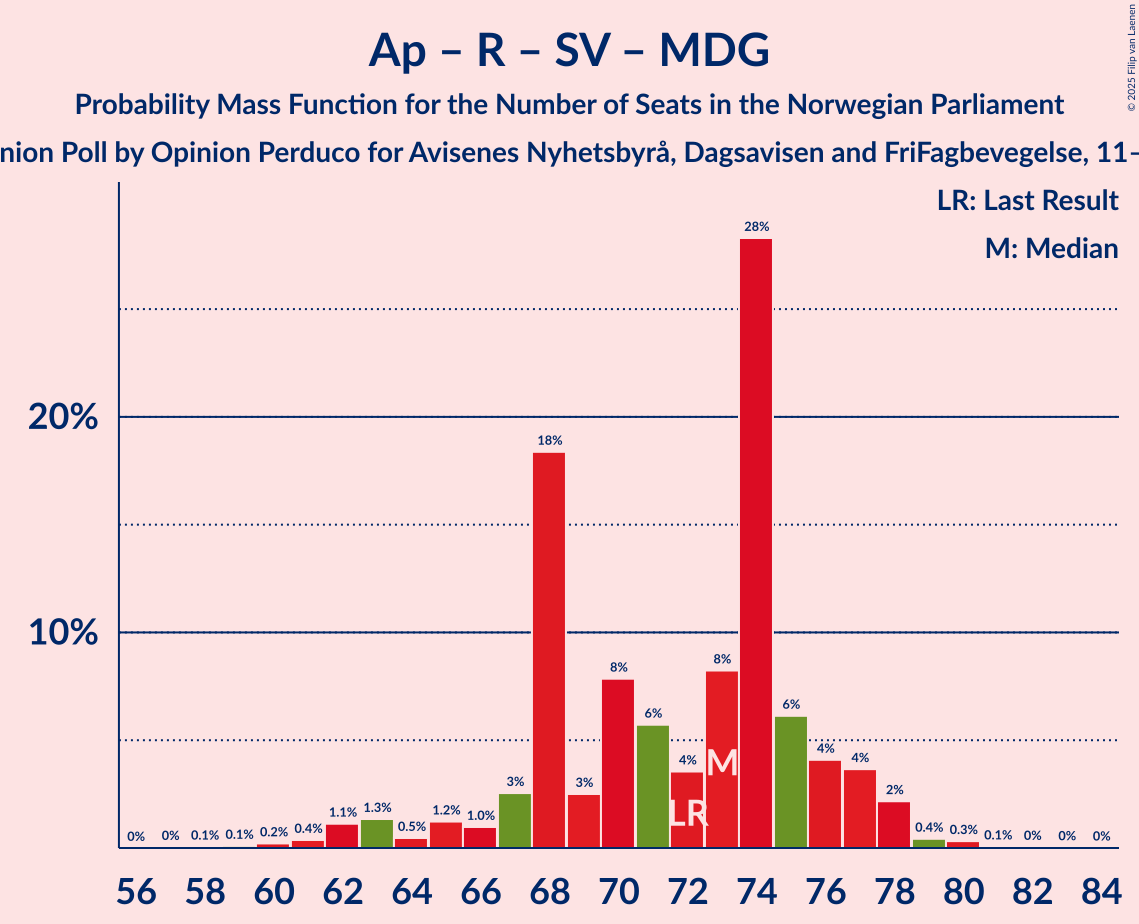 Ap – R – SV – MDG
© 2025 Filip van Laenen
Probability Mass Function for the Number of Seats in the Norwegian Parliament
nion Poll by Opinion Perduco for Avisenes Nyhetsbyrå, Dagsavisen and FriFagbevegelse, 11–
LR: Last Result
M: Median
20%
10%
0% 0% 0.1% 0.1% 0.2% 0.4% 1.1% 1.3% 0.5% 1.2% 1.0% 3% 18% 3% 8% 6% 4% 8% 28% 6% 4% 4% 2% 0.4% 0.3% 0.1% 0% 0% 0%
M
LR
56 58 60 62 64 66 68 70 72 74 76 78 80 82 84